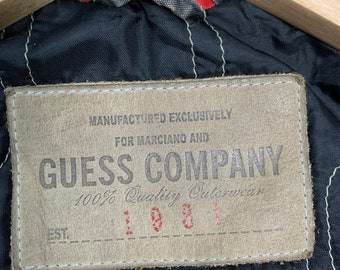 MANUFACTURED EXCLUSIVELY
FOR MARCIANO AND
GUESS COMPANY
100% Quality Outerwear
EST. 1981